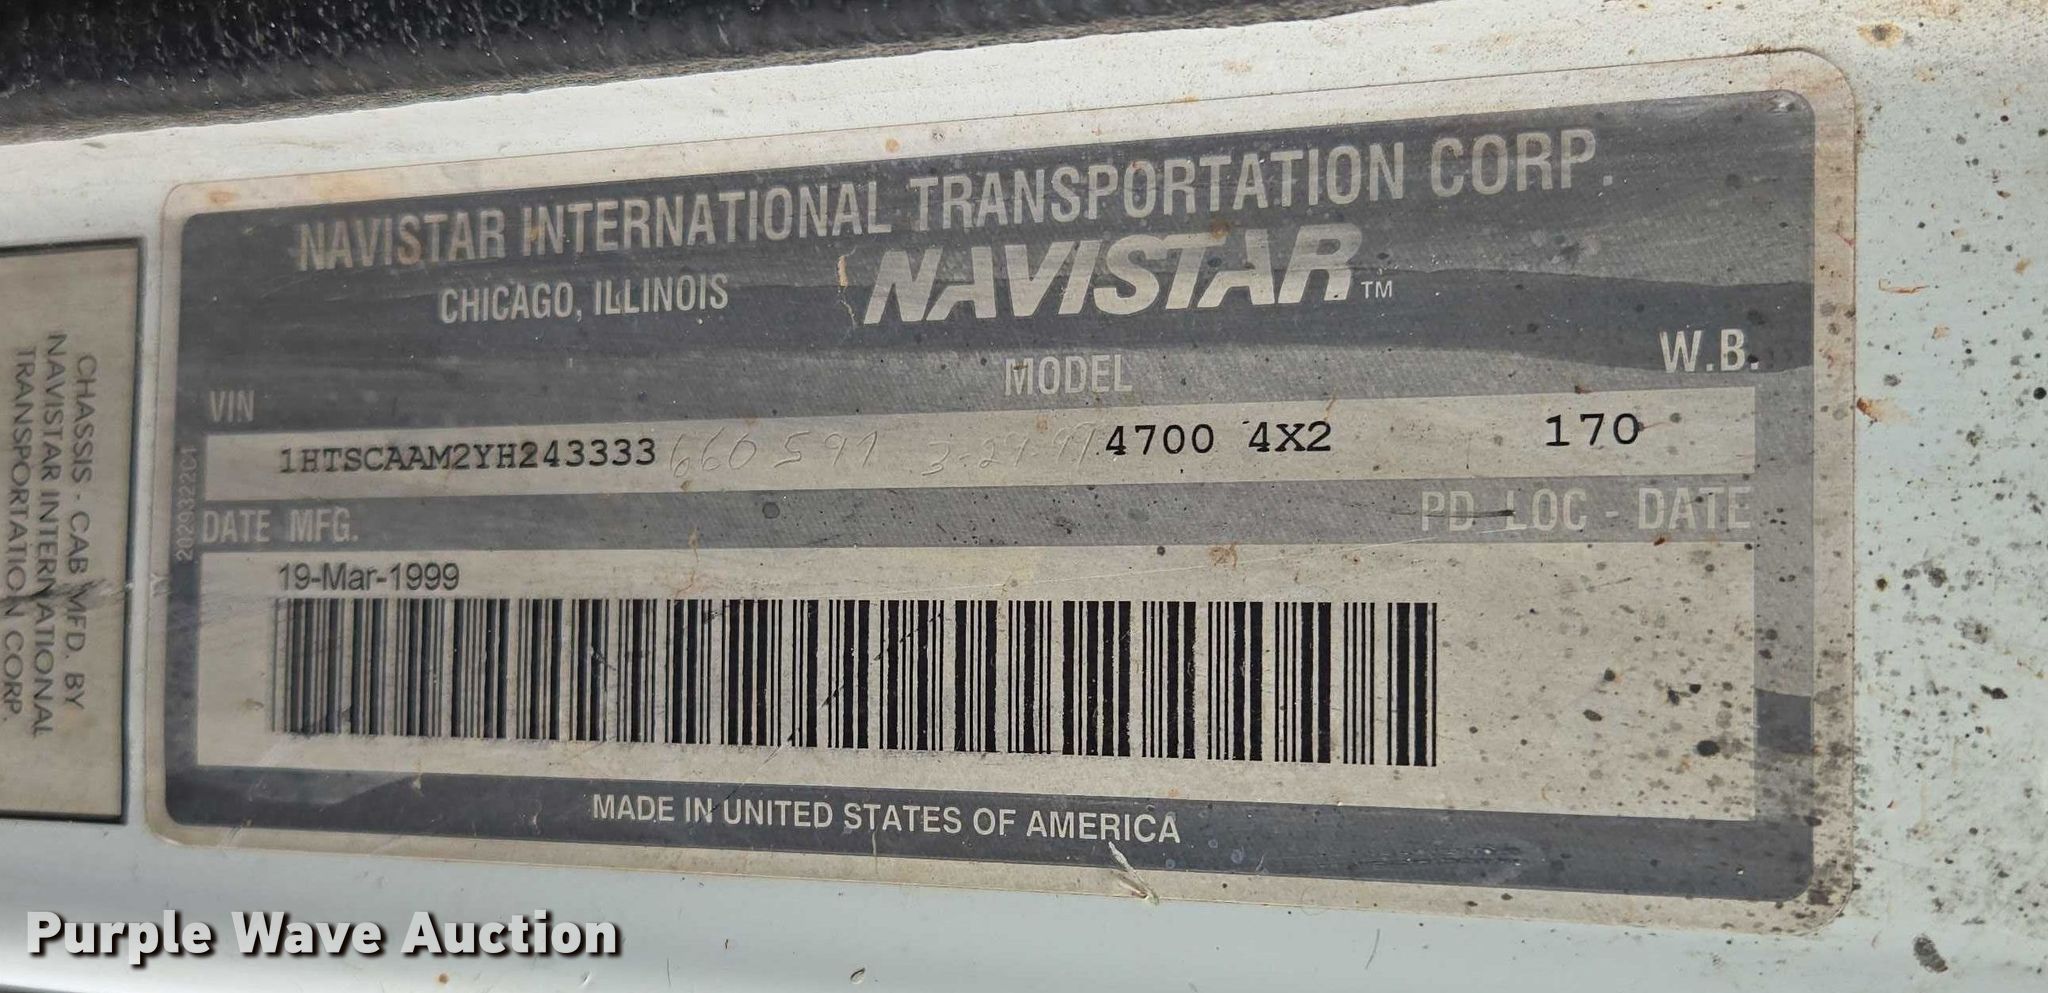 NAVISTAR INTERNATIONAL TRANSPORTATION CORP.
CHICAGO, ILLINOIS
NAVISTAR™
VIN
MODEL
W.B.
1HTSCAAM2YH243333
660591
4700 4X2
170
DATE MFG.
PD LOC - DATE
19-Mar-1999
MADE IN UNITED STATES OF AMERICA
2020322C1
CHASSIS - CAB MFD. BY
NAVISTAR INTERNATIONAL
TRANSPORTATION CORP.
Purple Wave Auction